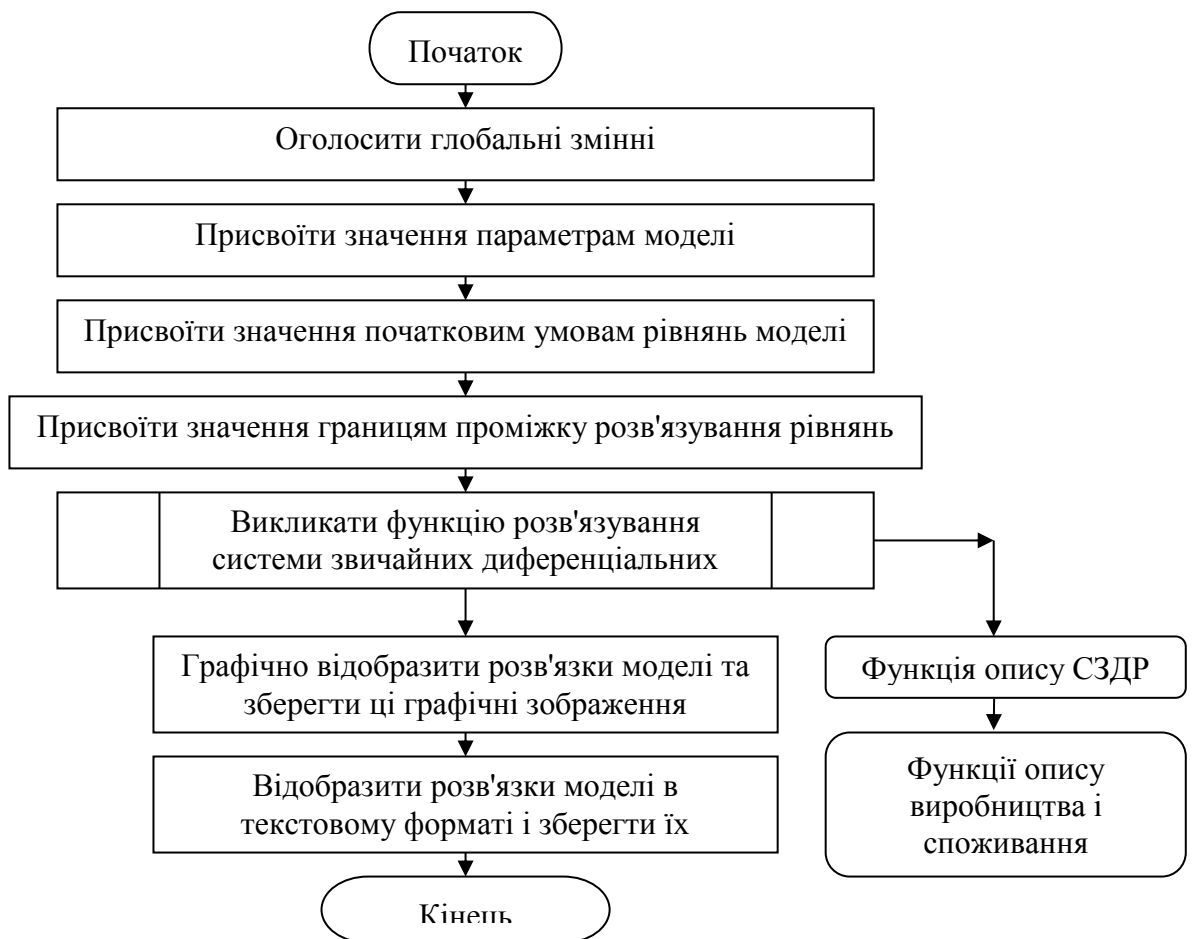 Початок
Оголосити глобальні змінні
Присвоїти значення параметрам моделі
Присвоїти значення початковим умовам рівнянь моделі
Присвоїти значення границям проміжку розв'язування рівнянь
Викликати функцію розв'язування
системи звичайних диференціальних
Графічно відобразити розв'язки моделі та
зберегти ці графічні зображення
Відобразити розв'язки моделі в
текстовому форматі і зберегти їх
Кінець
Функція опису СЗДР
Функції опису
виробництва і
споживання